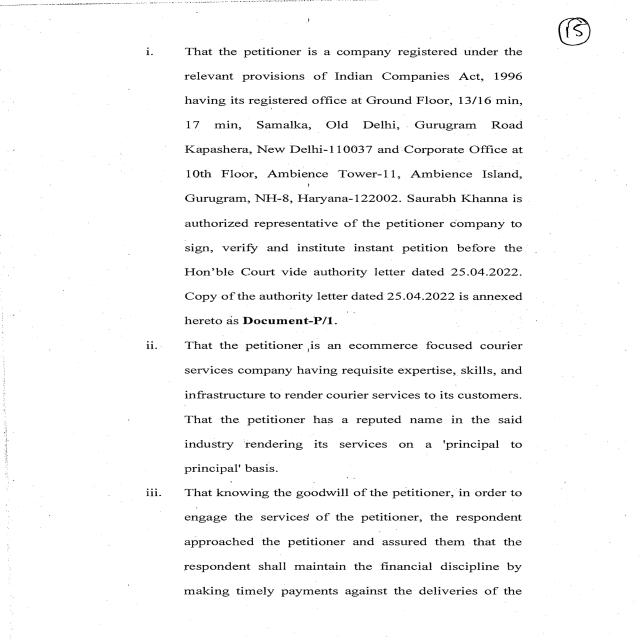 15
i. That the petitioner is a company registered under the
relevant provisions of Indian Companies Act, 1996
having its registered office at Ground Floor, 13/16 min,
17 min, Samalka, Old Delhi, Gurugram Road
Kapashera, New Delhi-110037 and Corporate Office at
10th Floor, Ambience Tower-11, Ambience Island,
Gurugram, NH-8, Haryana-122002. Saurabh Khanna is
authorized representative of the petitioner company to
sign, verify and institute instant petition before the
Hon'ble Court vide authority letter dated 25.04.2022.
Copy of the authority letter dated 25.04.2022 is annexed
hereto as Document-P/1.
ii. That the petitioner is an ecommerce focused courier
services company having requisite expertise, skills, and
infrastructure to render courier services to its customers.
That the petitioner has a reputed name in the said
industry rendering its services on a 'principal to
principal' basis.
iii. That knowing the goodwill of the petitioner, in order to
engage the services of the petitioner, the respondent
approached the petitioner and assured them that the
respondent shall maintain the financial discipline by
making timely payments against the deliveries of the